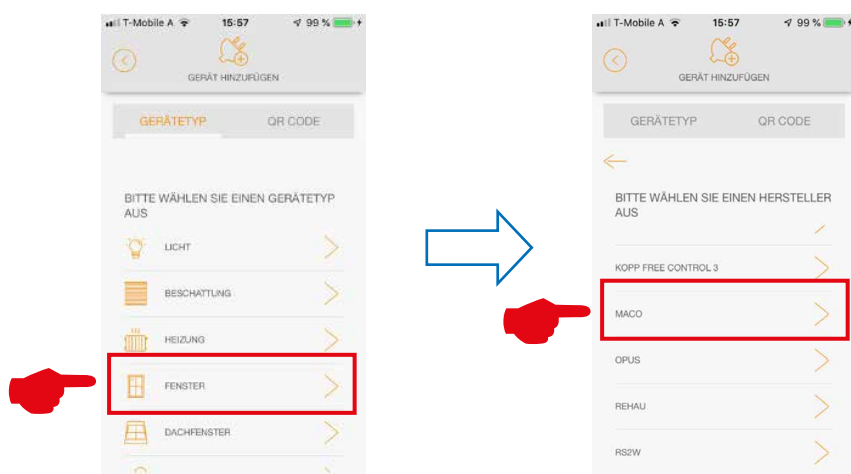 T-Mobile A 15:57 99 %
GERÄT HINZUFÜGEN
GERÄTETYP QR CODE
BITTE WÄHLEN SIE EINEN GERÄTETYP
AUS
LICHT
BESCHATTUNG
HEIZUNG
FENSTER
DACHFENSTER
T-Mobile A 15:57 99 %
GERÄT HINZUFÜGEN
GERÄTETYP QR CODE
BITTE WÄHLEN SIE EINEN HERSTELLER
AUS
KOPP FREE CONTROL 3
MACO
OPUS
REHAU
RS2W